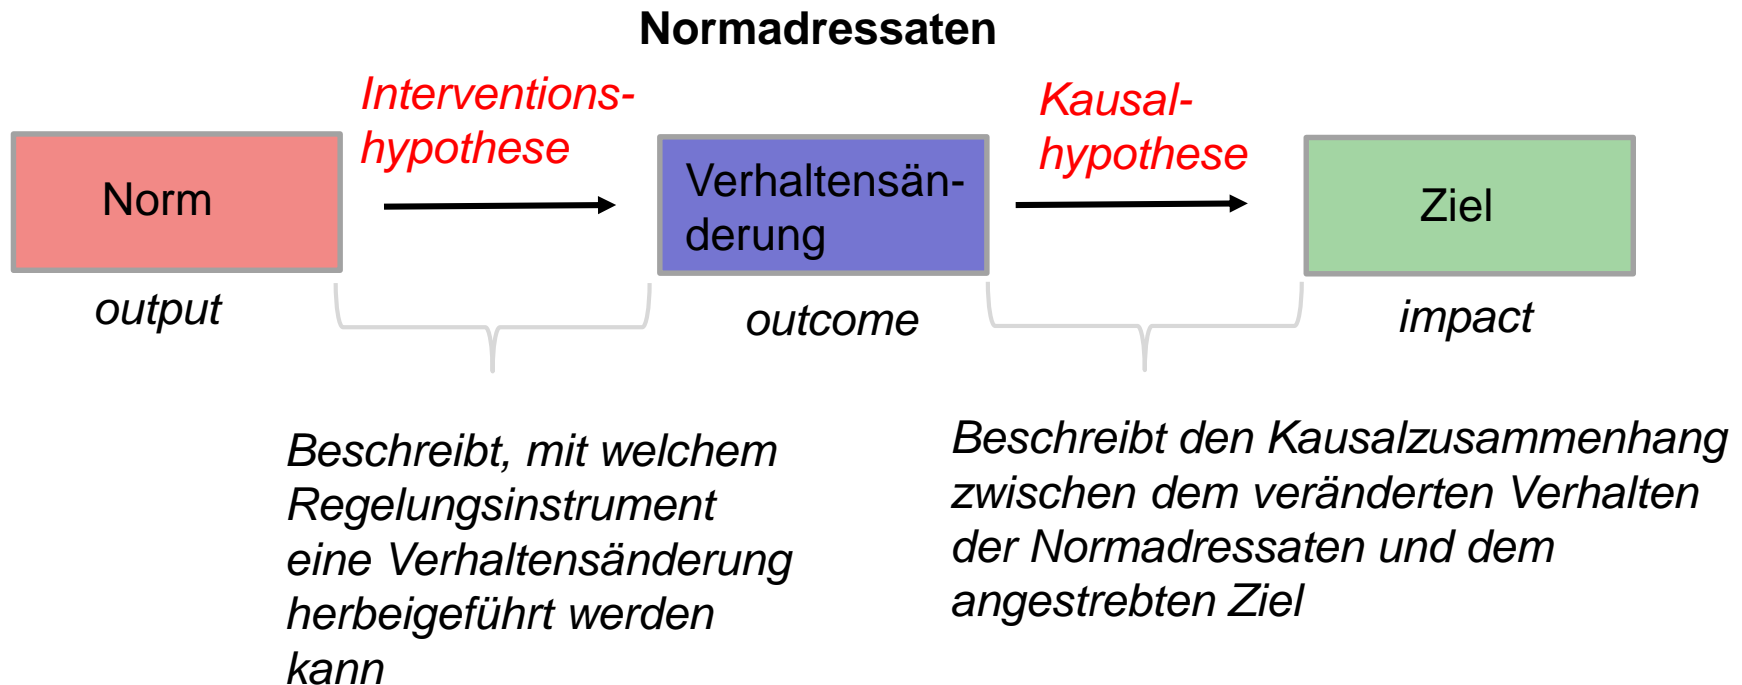 Normadressaten
Interventions-
hypothese
Kausal-
hypothese
Norm
Verhaltensän-
derung
Ziel
output
outcome
impact
Beschreibt, mit welchem
Regelungsinstrument
eine Verhaltensänderung
herbeigeführt werden
kann
Beschreibt den Kausalzusammenhang
zwischen dem veränderten Verhalten
der Normadressaten und dem
angestrebten Ziel